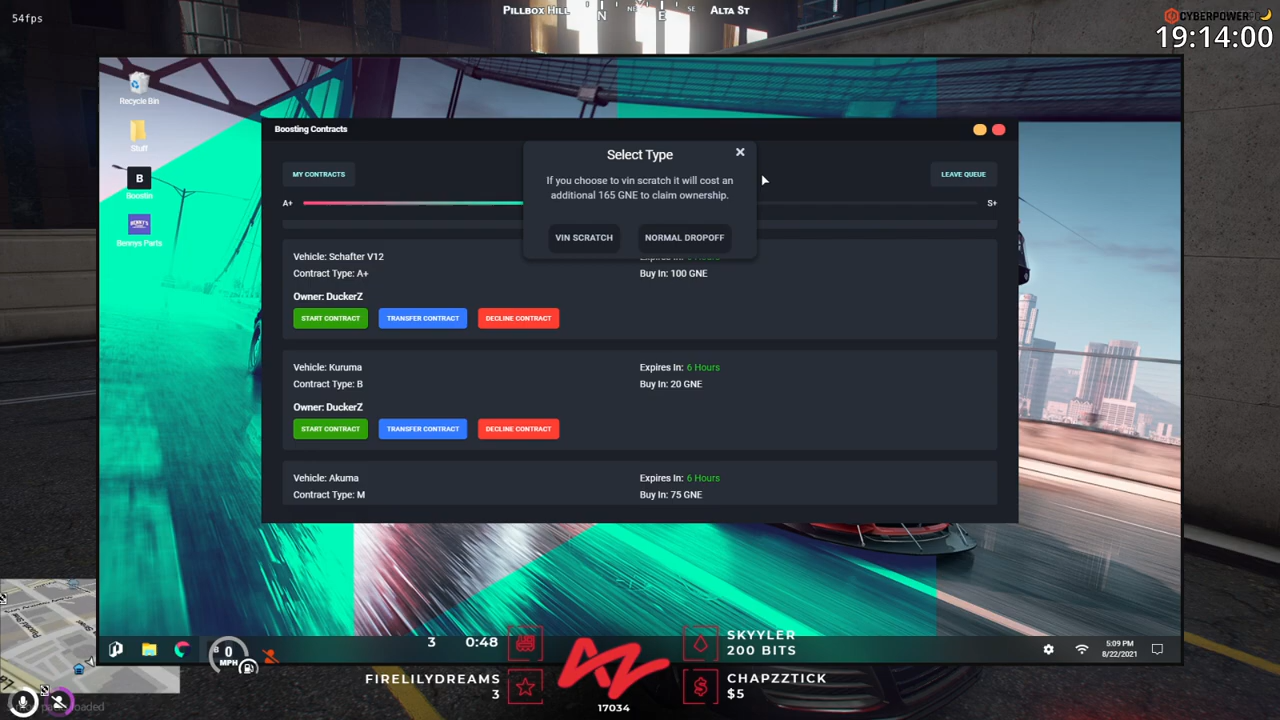 54fps
Pillbox Hill
N
E
SE
Alta St
CYBERPOWER
19:14:00
Recycle Bin
Stuff
B
Boostin
Bennys Parts
Boosting Contracts
MY CONTRACTS
LEAVE QUEUE
A+
S+
Select Type
If you choose to vin scratch it will cost an
additional 165 GNE to claim ownership.
VIN SCRATCH
NORMAL DROPOFF
Vehicle: Schafter V12
Contract Type: A+
Buy In: 100 GNE
Owner: DuckerZ
START CONTRACT
TRANSFER CONTRACT
DECLINE CONTRACT
Vehicle: Kuruma
Expires In: 6 Hours
Contract Type: B
Buy In: 20 GNE
Owner: DuckerZ
START CONTRACT
TRANSFER CONTRACT
DECLINE CONTRACT
Vehicle: Akuma
Expires In: 6 Hours
Contract Type: M
Buy In: 75 GNE
3
0:48
SKYYLER
200 BITS
0
MPH
FIRELILYDREAMS
3
CHAPZZTICK
$5
17034
5:09 PM
8/22/2021